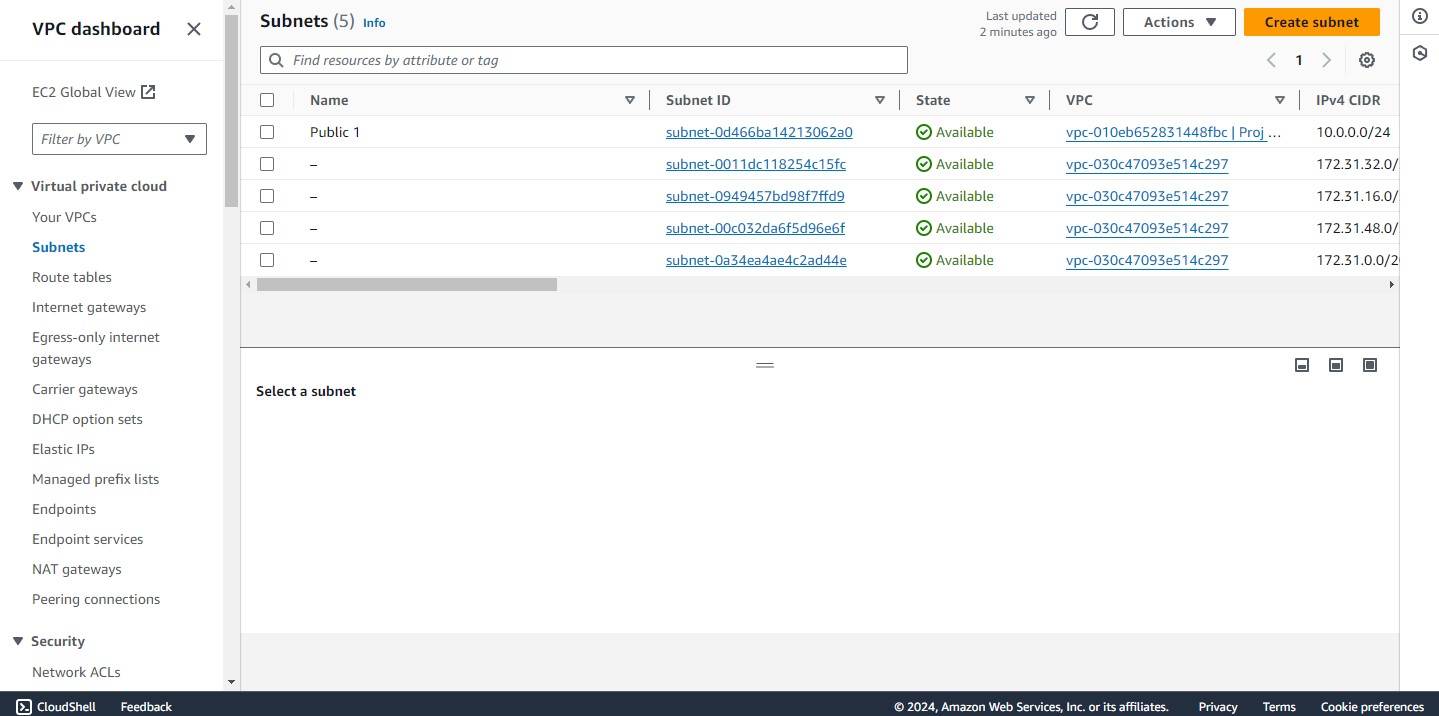 VPC dashboard
EC2 Global View
Filter by VPC
Virtual private cloud
Your VPCs
Subnets
Route tables
Internet gateways
Egress-only internet
gateways
Carrier gateways
DHCP option sets
Elastic IPs
Managed prefix lists
Endpoints
Endpoint services
NAT gateways
Peering connections
Security
Network ACLs
Subnets (5) Info
Last updated
2 minutes ago
Actions
Create subnet
Find resources by attribute or tag
1
Name Subnet ID State VPC IPv4 CIDR
Public 1 subnet-0d466ba14213062a0 Available vpc-010eb652831448fbc | Proj ... 10.0.0.0/24
– subnet-0011dc118254c15fc Available vpc-030c47093e514c297 172.31.32.0/
– subnet-0949457bd98f7ffd9 Available vpc-030c47093e514c297 172.31.16.0/
– subnet-00c032da6f5d96e6f Available vpc-030c47093e514c297 172.31.48.0/
– subnet-0a34ea4ae4c2ad44e Available vpc-030c47093e514c297 172.31.0.0/20
Select a subnet
CloudShell Feedback © 2024, Amazon Web Services, Inc. or its affiliates. Privacy Terms Cookie preferences